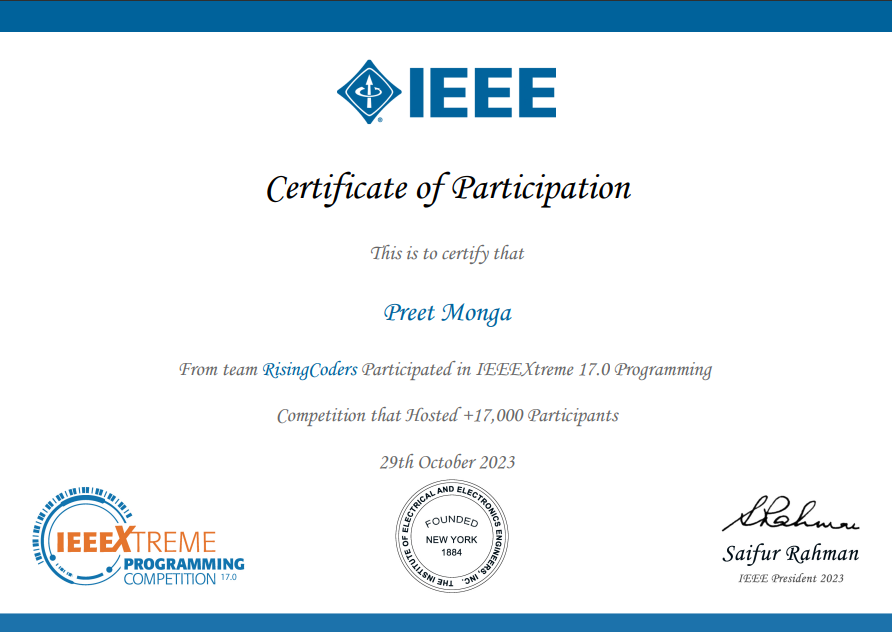 IEEE
®
Certificate of Participation
This is to certify that
Preet Monga
From team RisingCoders Participated in IEEEXtreme 17.0 Programming
Competition that Hosted +17,000 Participants
29th October 2023
IEEEXTREME
PROGRAMMING
COMPETITION 17.0
THE INSTITUTE OF ELECTRICAL AND ELECTRONICS ENGINEERS, INC.
FOUNDED
NEW YORK
1884
SRahman
Saifur Rahman
IEEE President 2023